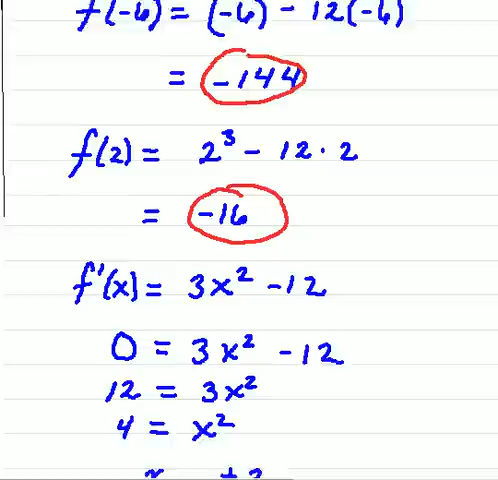 f(-6) = (-6) - 12(-6)
= -144
f(2) = 2³ - 12 · 2
= -16
f'(x) = 3x² - 12
0 = 3x² - 12
12 = 3x²
4 = x²